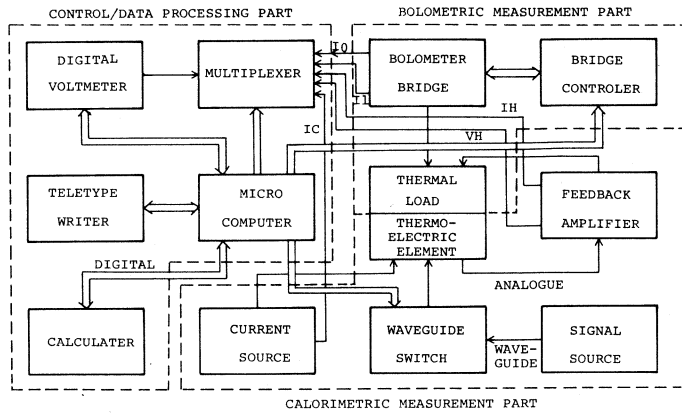 CONTROL/DATA PROCESSING PART
BOLOMETRIC MEASUREMENT PART
DIGITAL
VOLTMETER
MULTIPLEXER
I0
I1
BOLOMETER
BRIDGE
BRIDGE
CONTROLER
IH
IC
VH
TELETYPE
WRITER
MICRO
COMPUTER
THERMAL
LOAD
THERMO-
ELECTRIC
ELEMENT
FEEDBACK
AMPLIFIER
DIGITAL
ANALOGUE
CALCULATER
CURRENT
SOURCE
WAVEGUIDE
SWITCH
WAVE-
GUIDE
SIGNAL
SOURCE
CALORIMETRIC MEASUREMENT PART